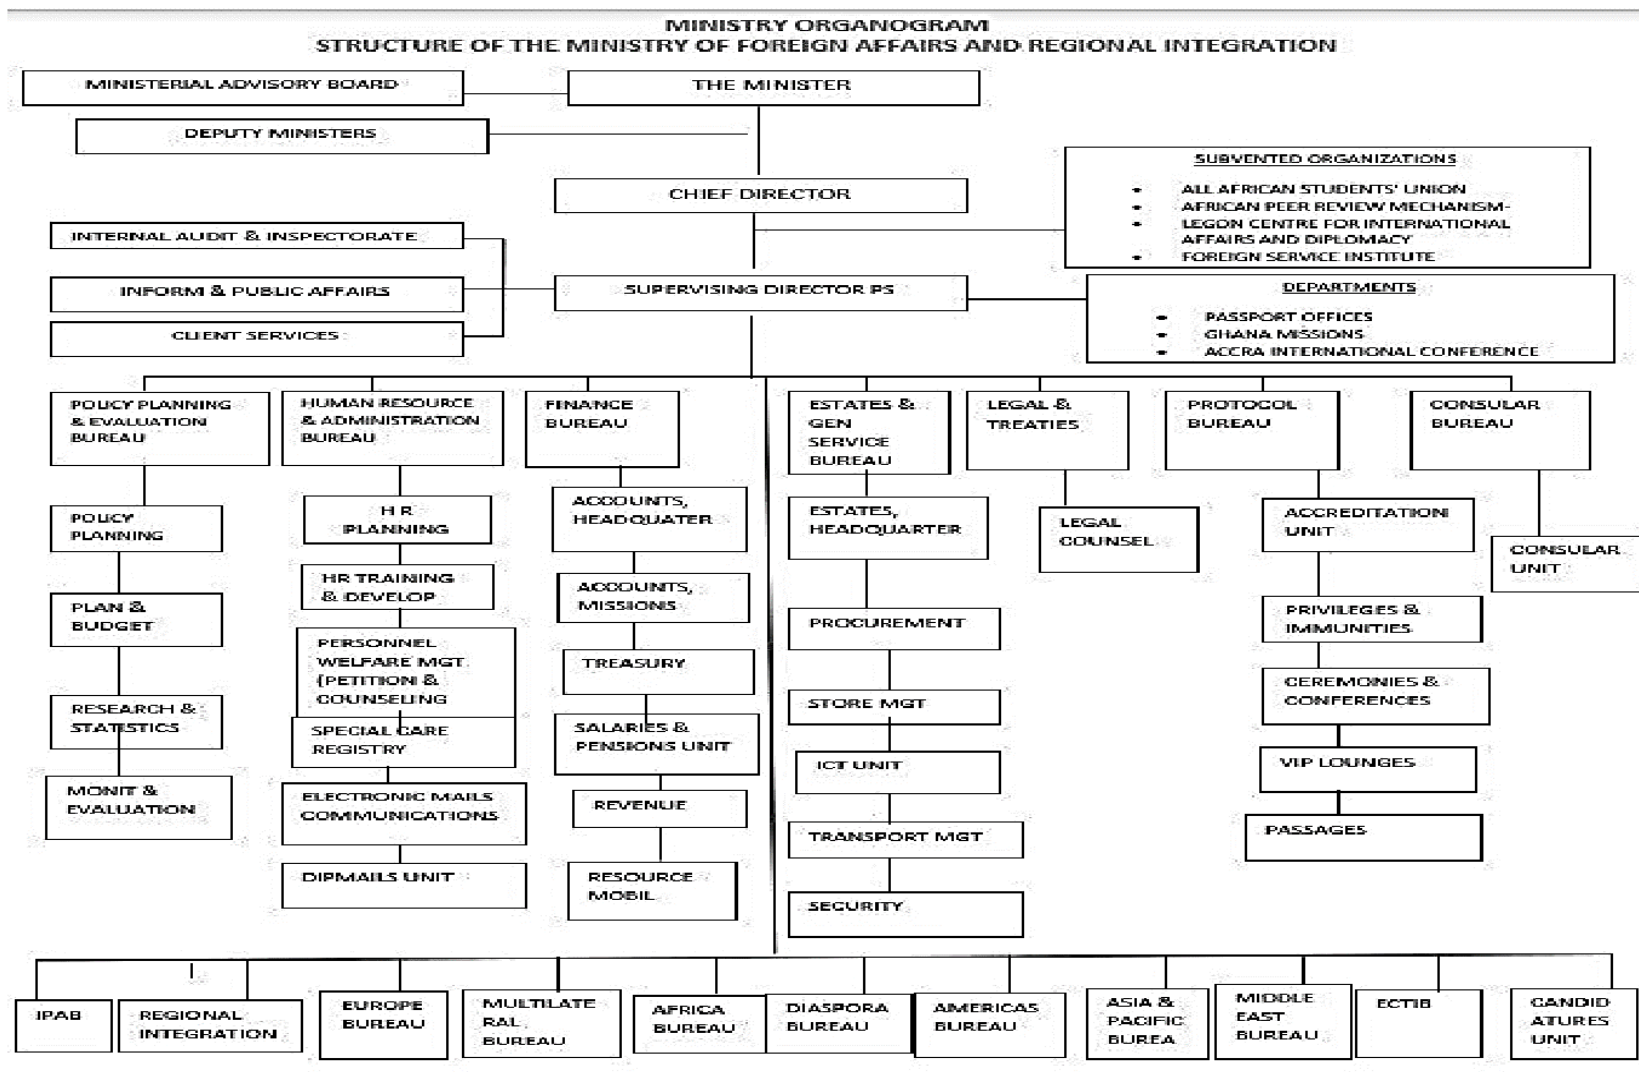 MINISTRY ORGANOGRAM
STRUCTURE OF THE MINISTRY OF FOREIGN AFFAIRS AND REGIONAL INTEGRATION
MINISTERIAL ADVISORY BOARD
THE MINISTER
DEPUTY MINISTERS
CHIEF DIRECTOR
SUBVENTED ORGANIZATIONS
• ALL AFRICAN STUDENTS' UNION
• AFRICAN PEER REVIEW MECHANISM-
• LEGON CENTRE FOR INTERNATIONAL
AFFAIRS AND DIPLOMACY
• FOREIGN SERVICE INSTITUTE
INTERNAL AUDIT & INSPECTORATE
INFORM & PUBLIC AFFAIRS
CLIENT SERVICES
SUPERVISING DIRECTOR PS
DEPARTMENTS
• PASSPORT OFFICES
• GHANA MISSIONS
• ACCRA INTERNATIONAL CONFERENCE
POLICY PLANNING
& EVALUATION
BUREAU
POLICY
PLANNING
PLAN &
BUDGET
RESEARCH &
STATISTICS
MONIT &
EVALUATION
HUMAN RESOURCE
& ADMINISTRATION
BUREAU
H R
PLANNING
HR TRAINING
& DEVELOP
PERSONNEL
WELFARE MGT
(PETITION &
COUNSELING
SPECIAL CARE
REGISTRY
ELECTRONIC MAILS
COMMUNICATIONS
DIPMAILS UNIT
FINANCE
BUREAU
ACCOUNTS,
HEADQUATER
ACCOUNTS,
MISSIONS
TREASURY
SALARIES &
PENSIONS UNIT
REVENUE
RESOURCE
MOBIL
ESTATES &
GEN
SERVICE
BUREAU
ESTATES,
HEADQUARTER
PROCUREMENT
STORE MGT
ICT UNIT
TRANSPORT MGT
SECURITY
LEGAL &
TREATIES
LEGAL
COUNSEL
PROTOCOL
BUREAU
ACCREDITATION
UNIT
PRIVILEGES &
IMMUNITIES
CEREMONIES &
CONFERENCES
VIP LOUNGES
PASSAGES
CONSULAR
BUREAU
CONSULAR
UNIT
IPAB
REGIONAL
INTEGRATION
EUROPE
BUREAU
MULTILATE
RAL
BUREAU
AFRICA
BUREAU
DIASPORA
BUREAU
AMERICAS
BUREAU
ASIA &
PACIFIC
BUREA
MIDDLE
EAST
BUREAU
ECTIB
CANDID
ATURES
UNIT